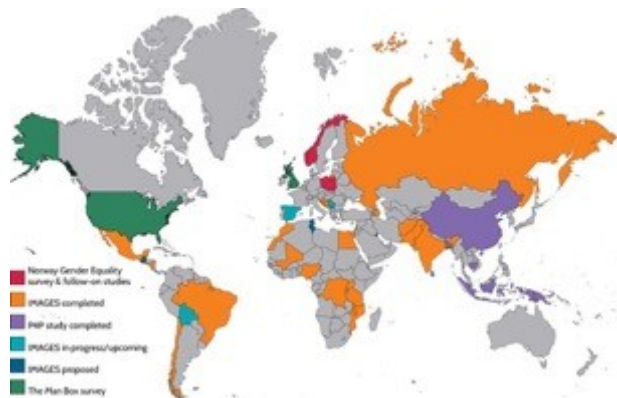 Norway Gender Equality
survey & follow-on studies
IMAGES completed
P4P study completed
IMAGES in progress/upcoming
IMAGES proposed
The Man Box survey